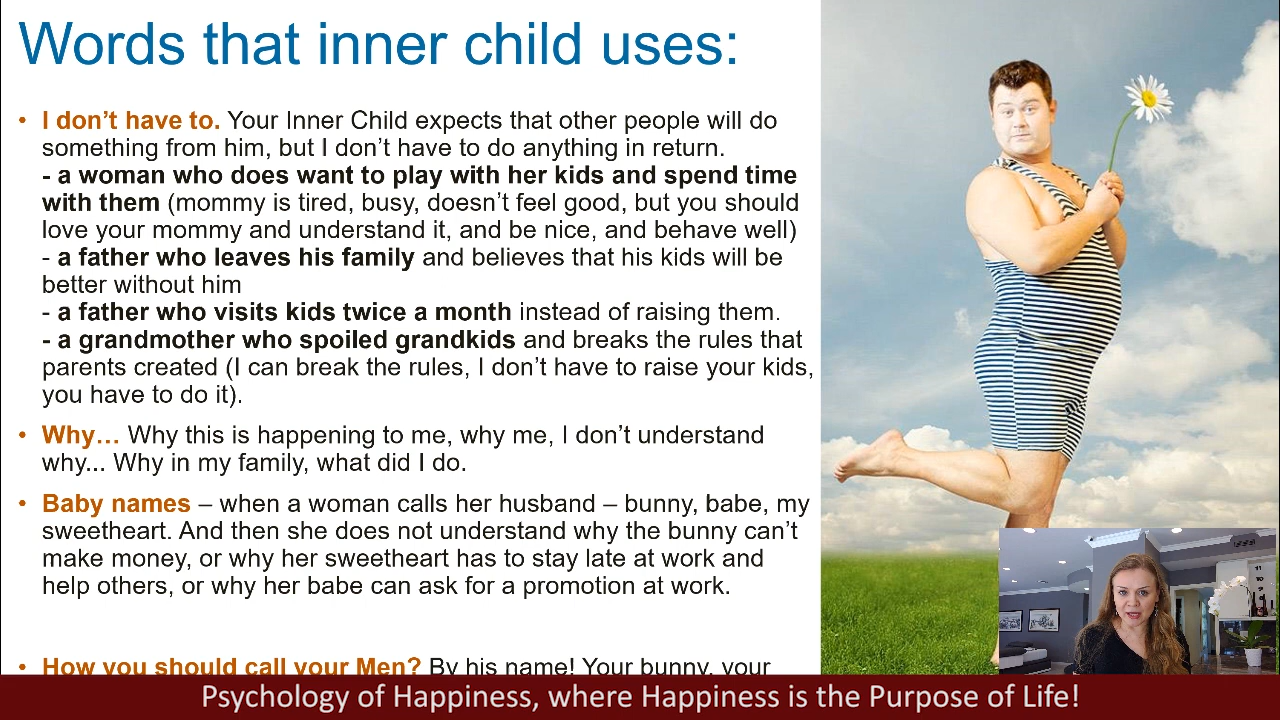 Words that inner child uses:
• I don’t have to. Your Inner Child expects that other people will do
something from him, but I don’t have to do anything in return.
- a woman who does want to play with her kids and spend time
with them (mommy is tired, busy, doesn’t feel good, but you should
love your mommy and understand it, and be nice, and behave well)
- a father who leaves his family and believes that his kids will be
better without him
- a father who visits kids twice a month instead of raising them.
- a grandmother who spoiled grandkids and breaks the rules that
parents created (I can break the rules, I don’t have to raise your kids,
you have to do it).
• Why… Why this is happening to me, why me, I don’t understand
why... Why in my family, what did I do.
• Baby names – when a woman calls her husband – bunny, babe, my
sweetheart. And then she does not understand why the bunny can’t
make money, or why her sweetheart has to stay late at work and
help others, or why her babe can ask for a promotion at work.
• How you should call your Men? By his name! Your bunny, your
Psychology of Happiness, where Happiness is the Purpose of Life!